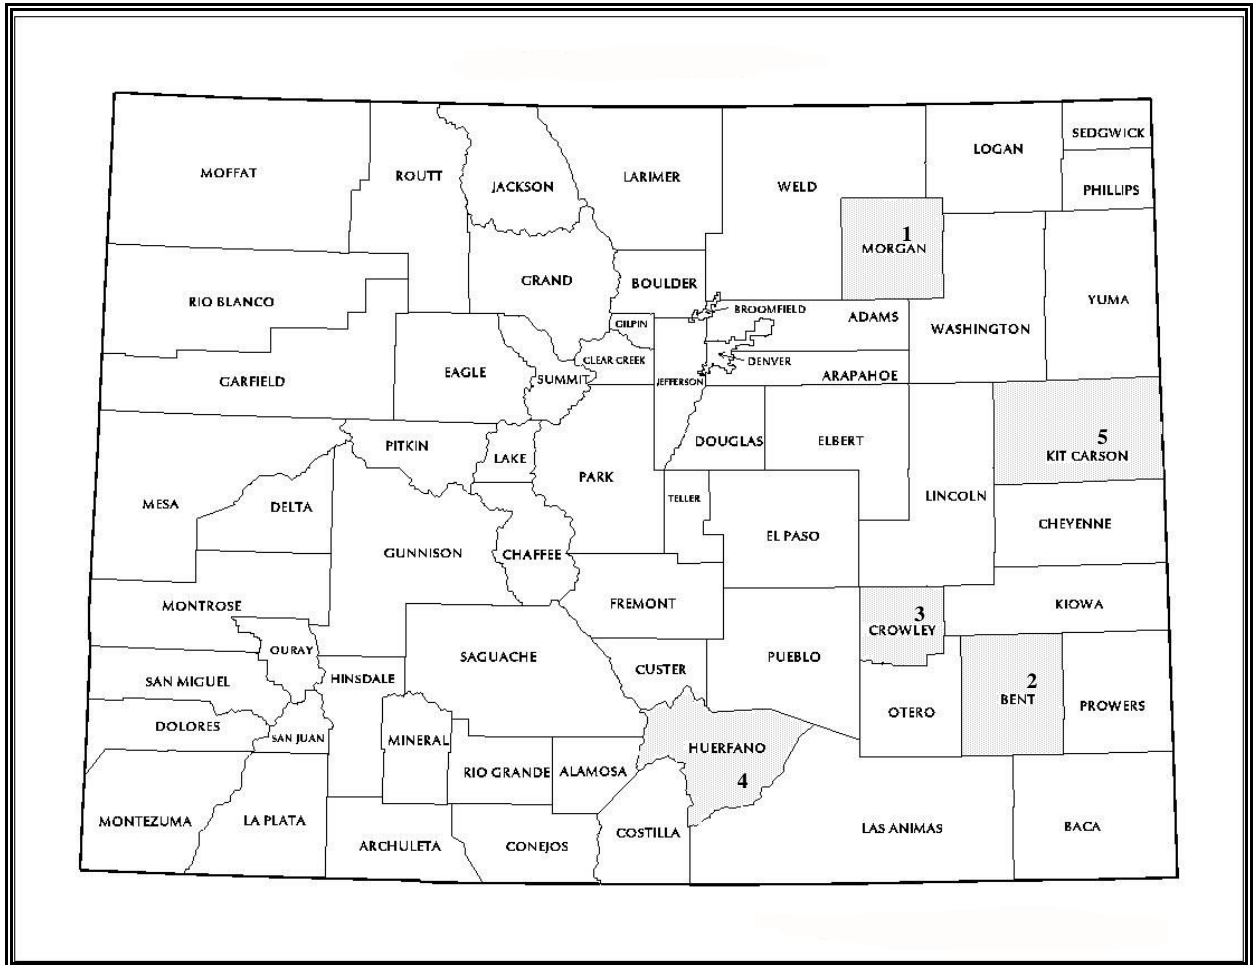 SEDGWICK
LOGAN
MOFFAT
ROUTT
JACKSON
LARIMER
WELD
PHILLIPS
1
MORGAN
GRAND
BOULDER
RIO BLANCO
YUMA
BROOMFIELD
ADAMS
GILPIN
WASHINGTON
CLEAR CREEK
DENVER
EAGLE
SUMMIT
JEFFERSON
ARAPAHOE
GARFIELD
5
KIT CARSON
PITKIN
LAKE
DOUGLAS
ELBERT
PARK
LINCOLN
TELLER
MESA
DELTA
CHEYENNE
EL PASO
GUNNISON
CHAFFEE
MONTROSE
FREMONT
KIOWA
3
CROWLEY
OURAY
SAGUACHE
PUEBLO
CUSTER
HINSDALE
SAN MIGUEL
2
BENT
PROWERS
OTERO
DOLORES
SAN JUAN
MINERAL
HUERFANO
4
RIO GRANDE
ALAMOSA
MONTEZUMA
LA PLATA
COSTILLA
LAS ANIMAS
BACA
ARCHULETA
CONEJOS